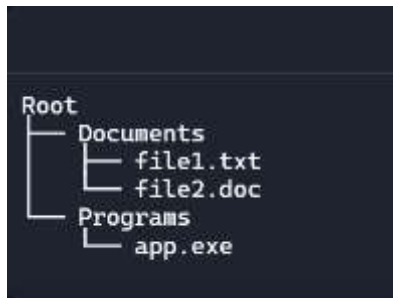 Root
├── Documents
│   ├── file1.txt
│   └── file2.doc
└── Programs
    └── app.exe